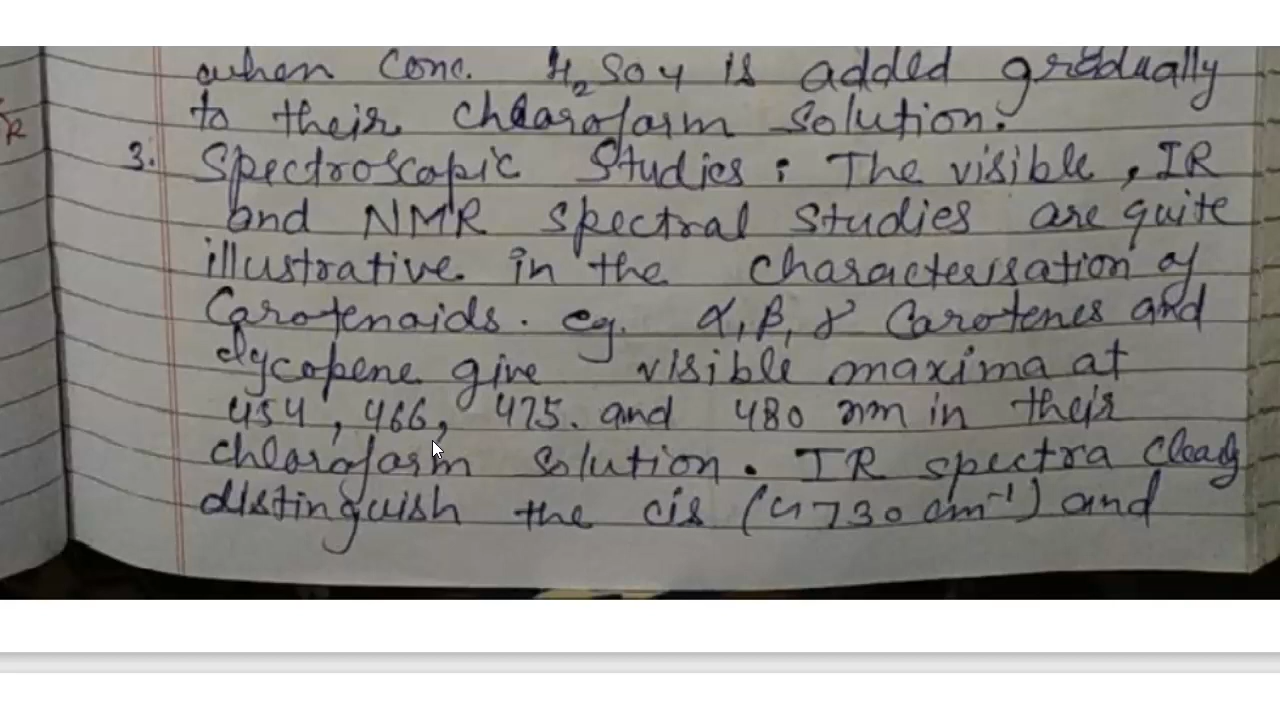 when conc. H₂SO4 is added gradually
to their chloroform solution.
3. Spectroscopic Studies : The visible, IR
and NMR spectral studies are quite
illustrative in the characterisation of
Carotenoids. eg. α, β, γ Carotenes and
lycopene give visible maxima at
454, 466, 475. and 480 nm in their
chloroform solution. IR spectra clearly
distinguish the cis (4730 cm⁻¹) and
R